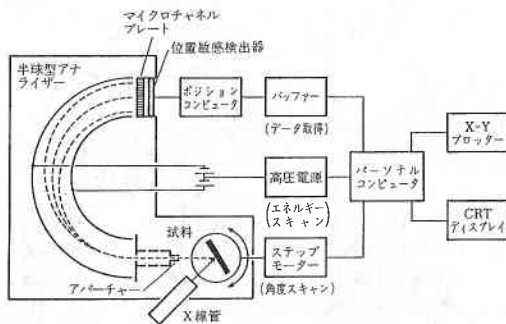 マイクロチャネル
プレート
位置敏感検出器
半球型アナ
ライザー
ポジション
コンピュータ
バッファー
(データ取得)
X-Y
プロッター
高圧電源
(エネルギー
スキャン)
パーソナル
コンピュータ
CRT
ディスプレイ
試料
ステップ
モーター
(角度スキャン)
アパーチャー
X線管